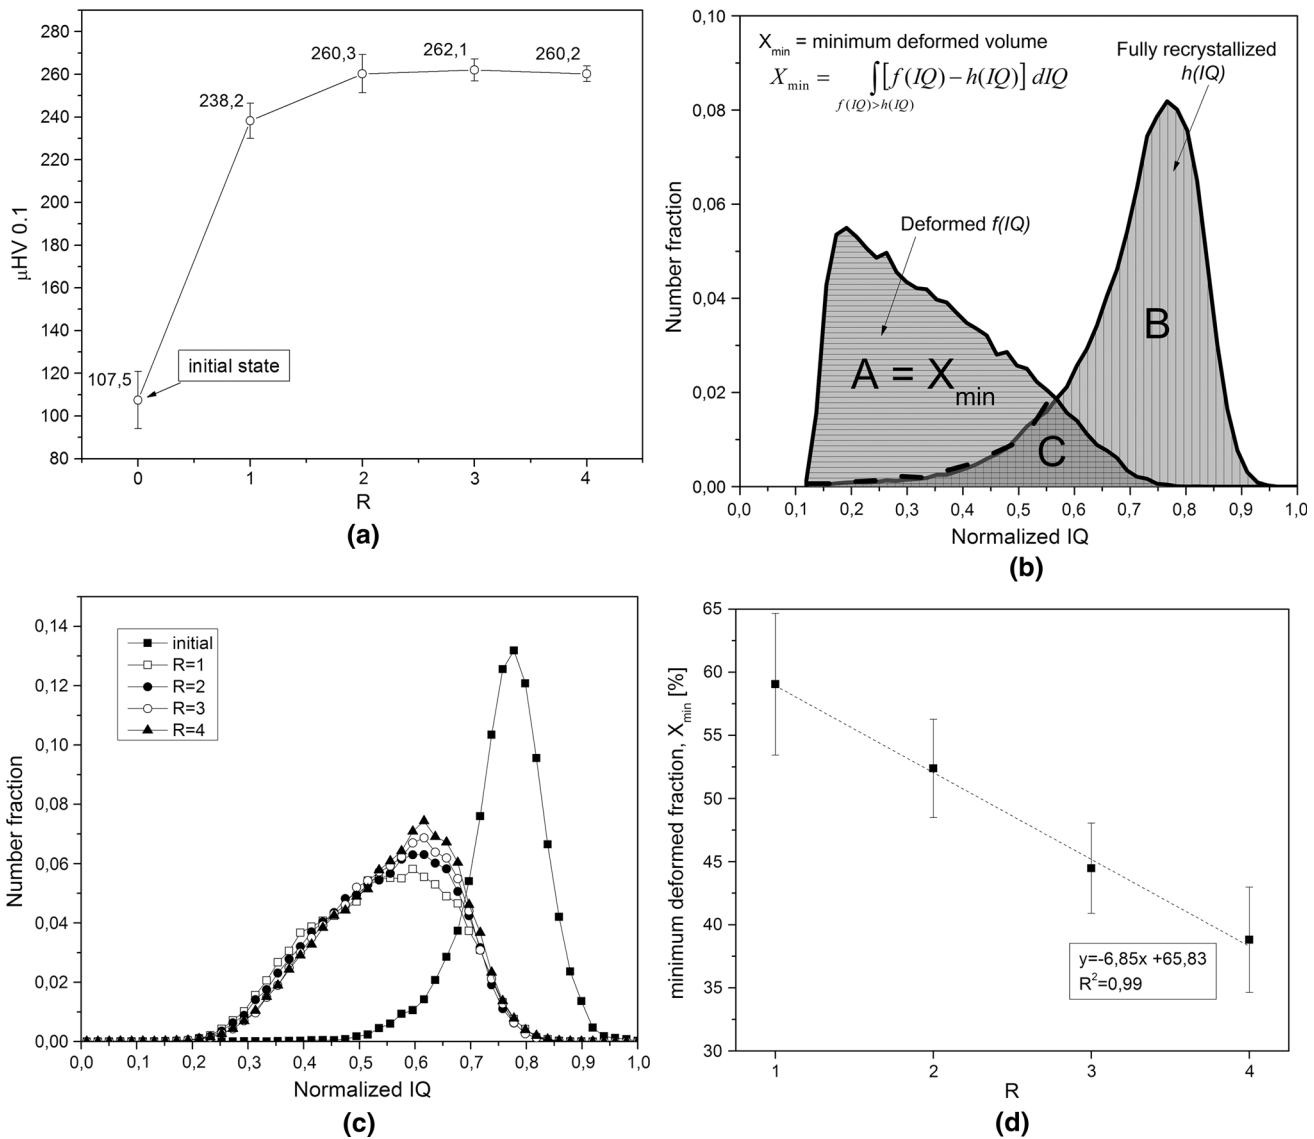 280
260
240
220
200
180
160
140
120
100
80
μHV 0.1
107,5
238,2
260,3
262,1
260,2
initial state
0
1
2
3
4
R
(a)
0,10
0,08
0,06
0,04
0,02
0,00
Number fraction
X_min = minimum deformed volume
X_min = ∫_{f(IQ)>h(IQ)} [f(IQ) − h(IQ)] dIQ
Fully recrystallized
h(IQ)
Deformed f(IQ)
A = X_min
B
C
0,0
0,1
0,2
0,3
0,4
0,5
0,6
0,7
0,8
0,9
1,0
Normalized IQ
(b)
0,14
0,12
0,10
0,08
0,06
0,04
0,02
0,00
Number fraction
initial
R=1
R=2
R=3
R=4
0,0
0,1
0,2
0,3
0,4
0,5
0,6
0,7
0,8
0,9
1,0
Normalized IQ
(c)
65
60
55
50
45
40
35
30
minimum deformed fraction, X_min [%]
y=-6,85x +65,83
R²=0,99
1
2
3
4
R
(d)